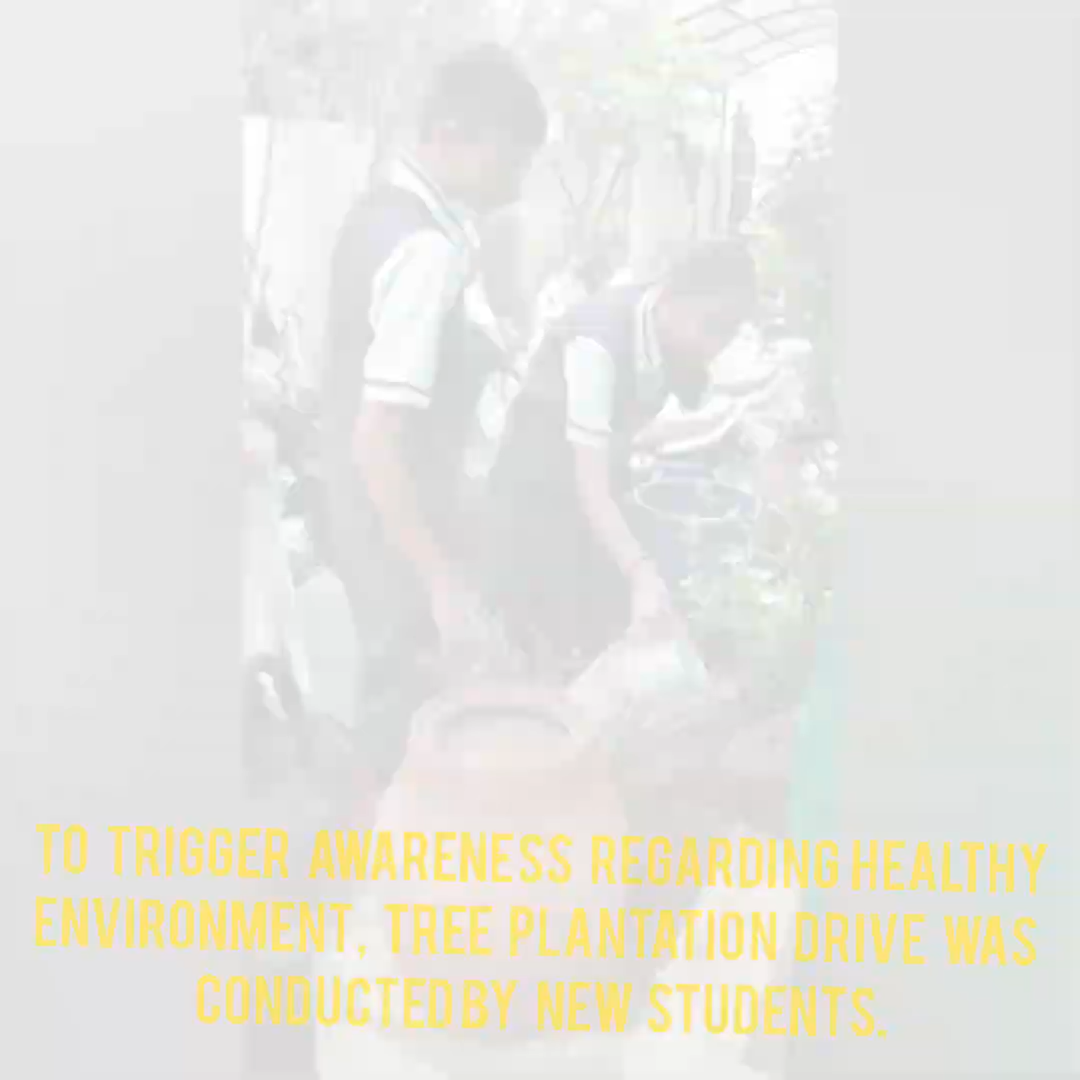 TO TRIGGER AWARENESS REGARDING HEALTHY
ENVIRONMENT, TREE PLANTATION DRIVE WAS
CONDUCTED BY NEW STUDENTS.